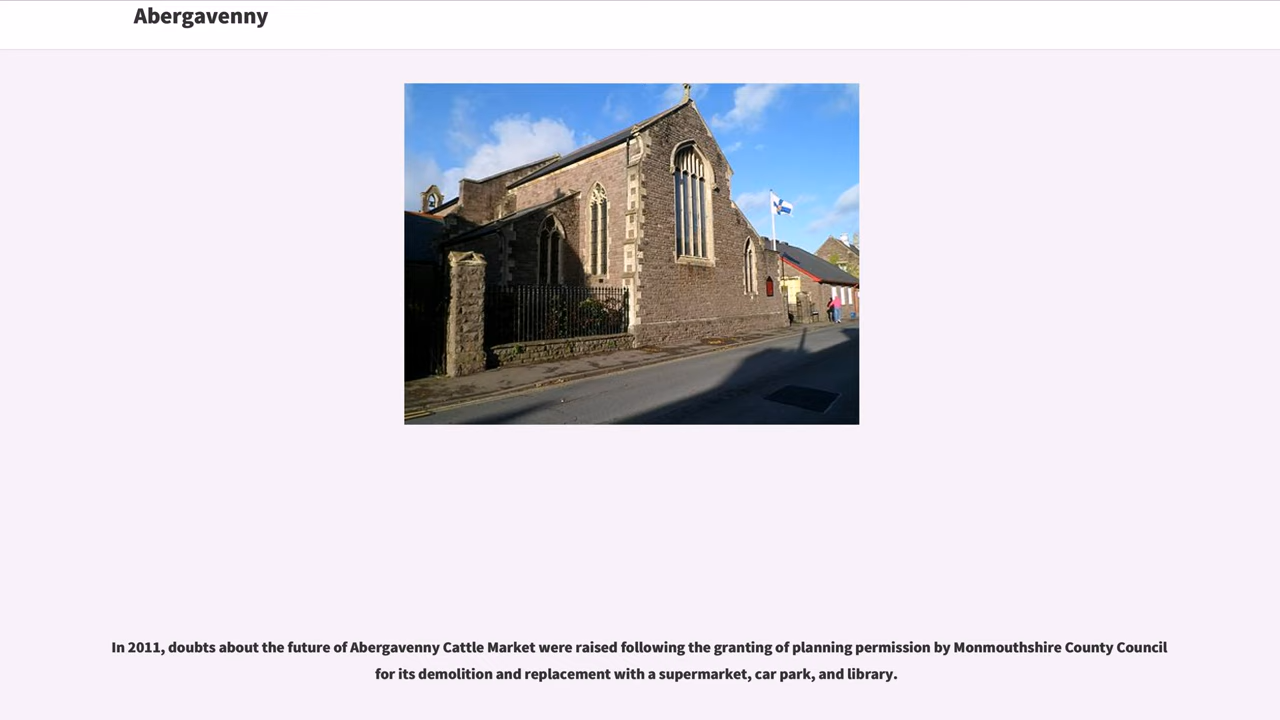 Abergavenny
In 2011, doubts about the future of Abergavenny Cattle Market were raised following the granting of planning permission by Monmouthshire County Council
for its demolition and replacement with a supermarket, car park, and library.